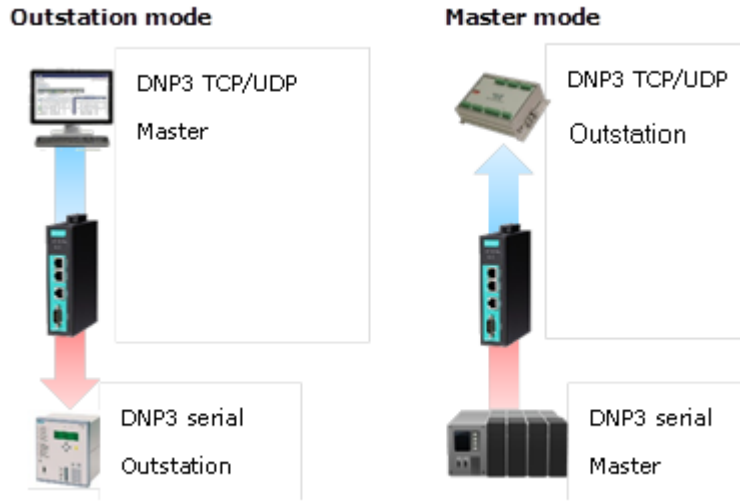 Outstation mode
DNP3 TCP/UDP
Master
DNP3 serial
Outstation
Master mode
DNP3 TCP/UDP
Outstation
DNP3 serial
Master